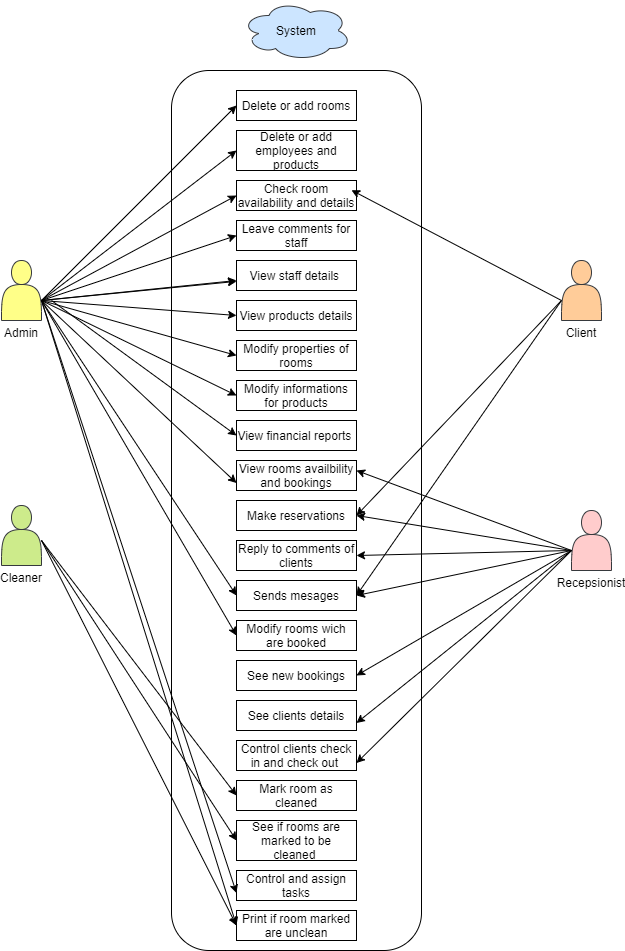 System
Delete or add rooms
Delete or add
employees and
products
Check room
availability and details
Leave comments for
staff
View staff details
View products details
Modify properties of
rooms
Modify informations
for products
View financial reports
View rooms availbility
and bookings
Make reservations
Reply to comments of
clients
Sends mesages
Modify rooms wich
are booked
See new bookings
See clients details
Control clients check
in and check out
Mark room as
cleaned
See if rooms are
marked to be
cleaned
Control and assign
tasks
Print if room marked
are unclean
Admin
Client
Cleaner
Recepsionist